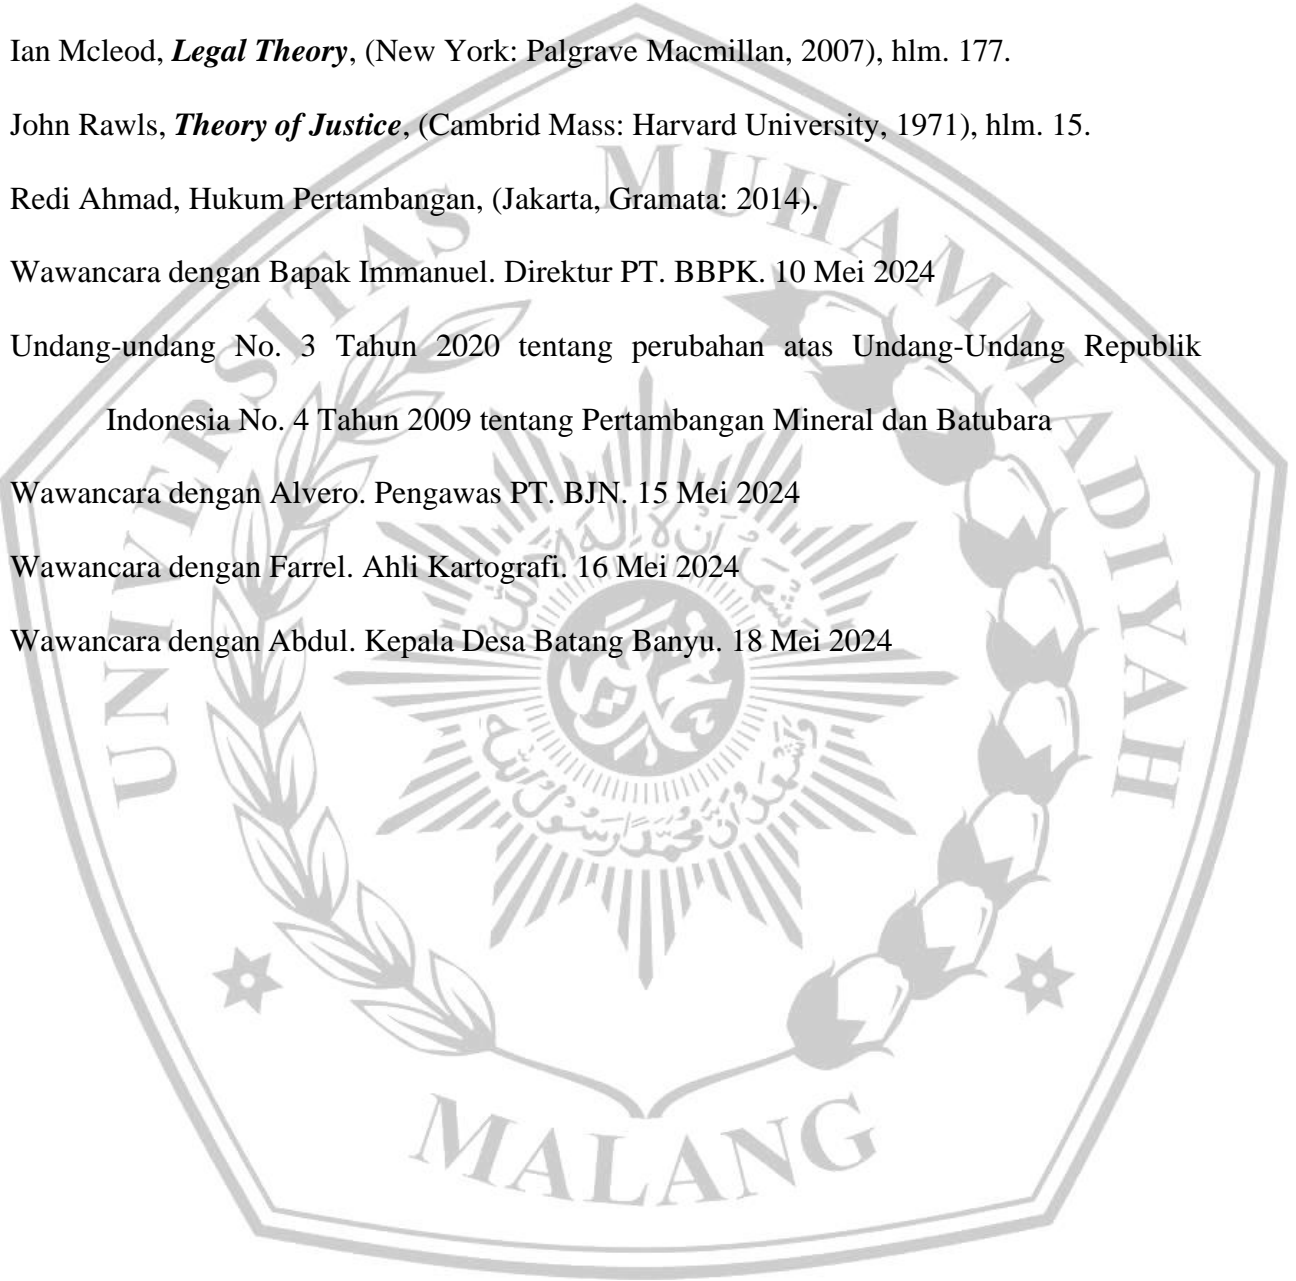 Ian Mcleod, Legal Theory, (New York: Palgrave Macmillan, 2007), hlm. 177.
John Rawls, Theory of Justice, (Cambrid Mass: Harvard University, 1971), hlm. 15.
Redi Ahmad, Hukum Pertambangan, (Jakarta, Gramata: 2014).
Wawancara dengan Bapak Immanuel. Direktur PT. BBPK. 10 Mei 2024
Undang-undang No. 3 Tahun 2020 tentang perubahan atas Undang-Undang Republik
Indonesia No. 4 Tahun 2009 tentang Pertambangan Mineral dan Batubara
Wawancara dengan Alvero. Pengawas PT. BJN. 15 Mei 2024
Wawancara dengan Farrel. Ahli Kartografi. 16 Mei 2024
Wawancara dengan Abdul. Kepala Desa Batang Banyu. 18 Mei 2024
UNIVERSITAS MUHAMMADIYAH
MALANG